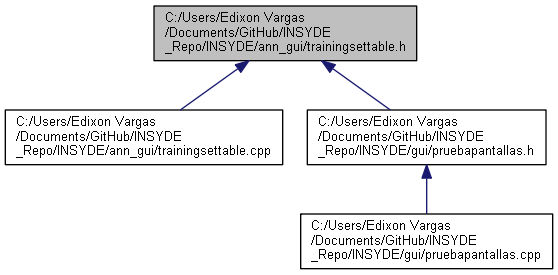 C:/Users/Edixon Vargas
/Documents/GitHub/INSYDE
_Repo/INSYDE/ann_gui/trainingsettable.h
C:/Users/Edixon Vargas
/Documents/GitHub/INSYDE
_Repo/INSYDE/ann_gui/trainingsettable.cpp
C:/Users/Edixon Vargas
/Documents/GitHub/INSYDE
_Repo/INSYDE/gui/pruebapantallas.h
C:/Users/Edixon Vargas
/Documents/GitHub/INSYDE
_Repo/INSYDE/gui/pruebapantallas.cpp